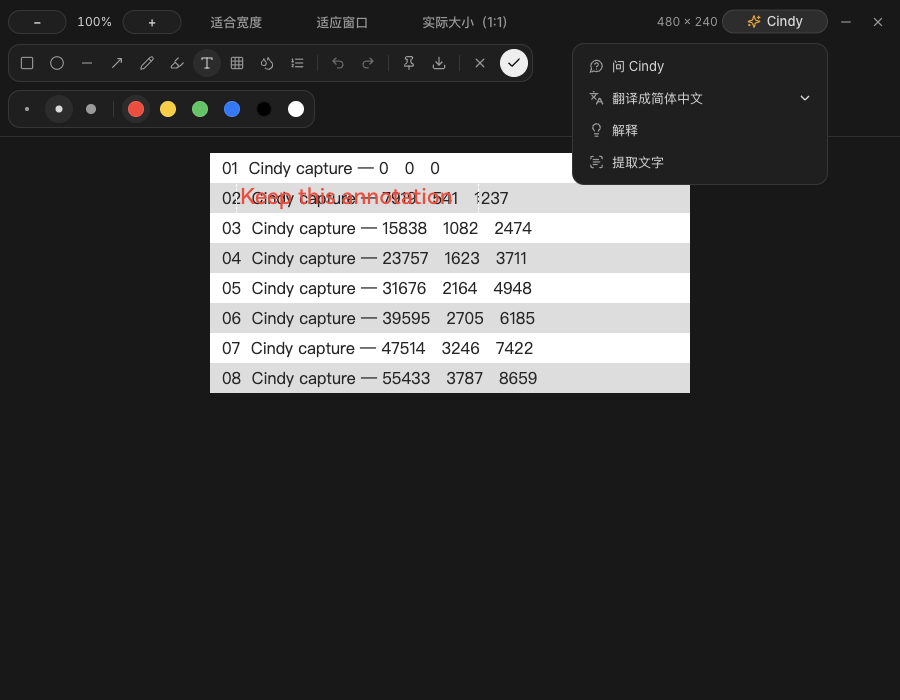 100%
适合宽度
适应窗口
实际大小 (1:1)
480 × 240
Cindy
问 Cindy
翻译成简体中文
解释
提取文字
01 Cindy capture — 0 0 0
02 Cindy capture — 7919 541 1237
Keep this annotation
03 Cindy capture — 15838 1082 2474
04 Cindy capture — 23757 1623 3711
05 Cindy capture — 31676 2164 4948
06 Cindy capture — 39595 2705 6185
07 Cindy capture — 47514 3246 7422
08 Cindy capture — 55433 3787 8659